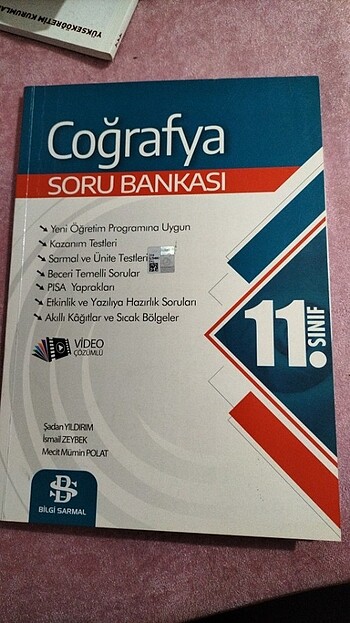 YÜKSEKÖĞRETİM KURUMLAR
Coğrafya
SORU BANKASI
Yeni Öğretim Programına Uygun
Kazanım Testleri
Sarmal ve Ünite Testleri
Beceri Temelli Sorular
PISA Yaprakları
Etkinlik ve Yazılıya Hazırlık Soruları
Akıllı Kâğıtlar ve Sıcak Bölgeler
11. SINIF
VİDEO
ÇÖZÜMLÜ
Şadan YILDIRIM
İsmail ZEYBEK
Mecit Mümin POLAT
BİLGİ SARMAL